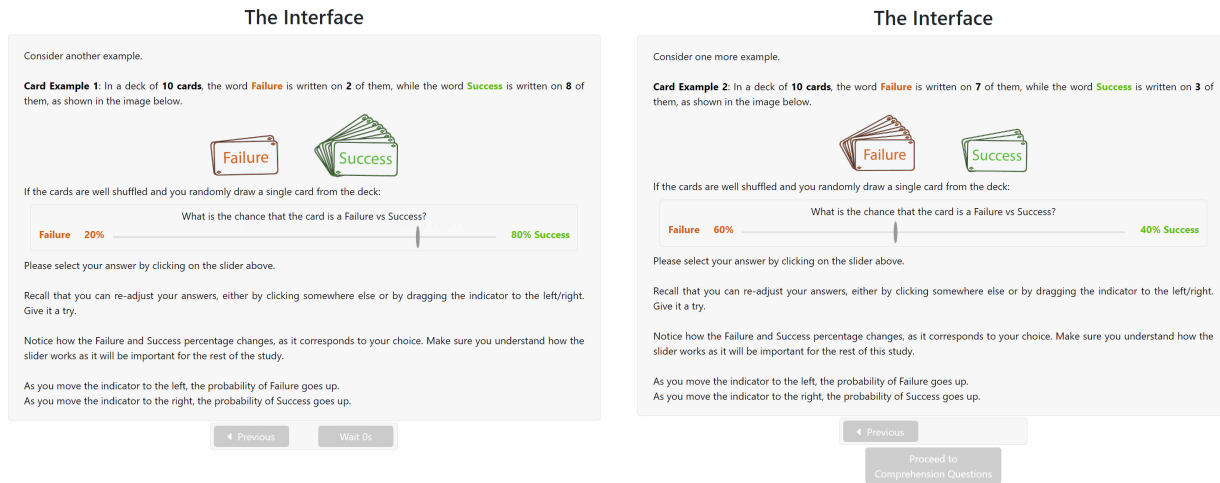 The Interface
Consider another example.
Card Example 1: In a deck of 10 cards, the word Failure is written on 2 of them, while the word Success is written on 8 of
them, as shown in the image below.
Failure
Success
If the cards are well shuffled and you randomly draw a single card from the deck:
What is the chance that the card is a Failure vs Success?
Failure 20% 80% Success
Please select your answer by clicking on the slider above.
Recall that you can re-adjust your answers, either by clicking somewhere else or by dragging the indicator to the left/right.
Give it a try.
Notice how the Failure and Success percentage changes, as it corresponds to your choice. Make sure you understand how the
slider works as it will be important for the rest of the study.
As you move the indicator to the left, the probability of Failure goes up.
As you move the indicator to the right, the probability of Success goes up.
Previous
Wait 0s
The Interface
Consider one more example.
Card Example 2: In a deck of 10 cards, the word Failure is written on 7 of them, while the word Success is written on 3 of
them, as shown in the image below.
Failure
Success
If the cards are well shuffled and you randomly draw a single card from the deck:
What is the chance that the card is a Failure vs Success?
Failure 60% 40% Success
Please select your answer by clicking on the slider above.
Recall that you can re-adjust your answers, either by clicking somewhere else or by dragging the indicator to the left/right.
Give it a try.
Notice how the Failure and Success percentage changes, as it corresponds to your choice. Make sure you understand how the
slider works as it will be important for the rest of this study.
As you move the indicator to the left, the probability of Failure goes up.
As you move the indicator to the right, the probability of Success goes up.
Previous
Proceed to
Comprehension Questions